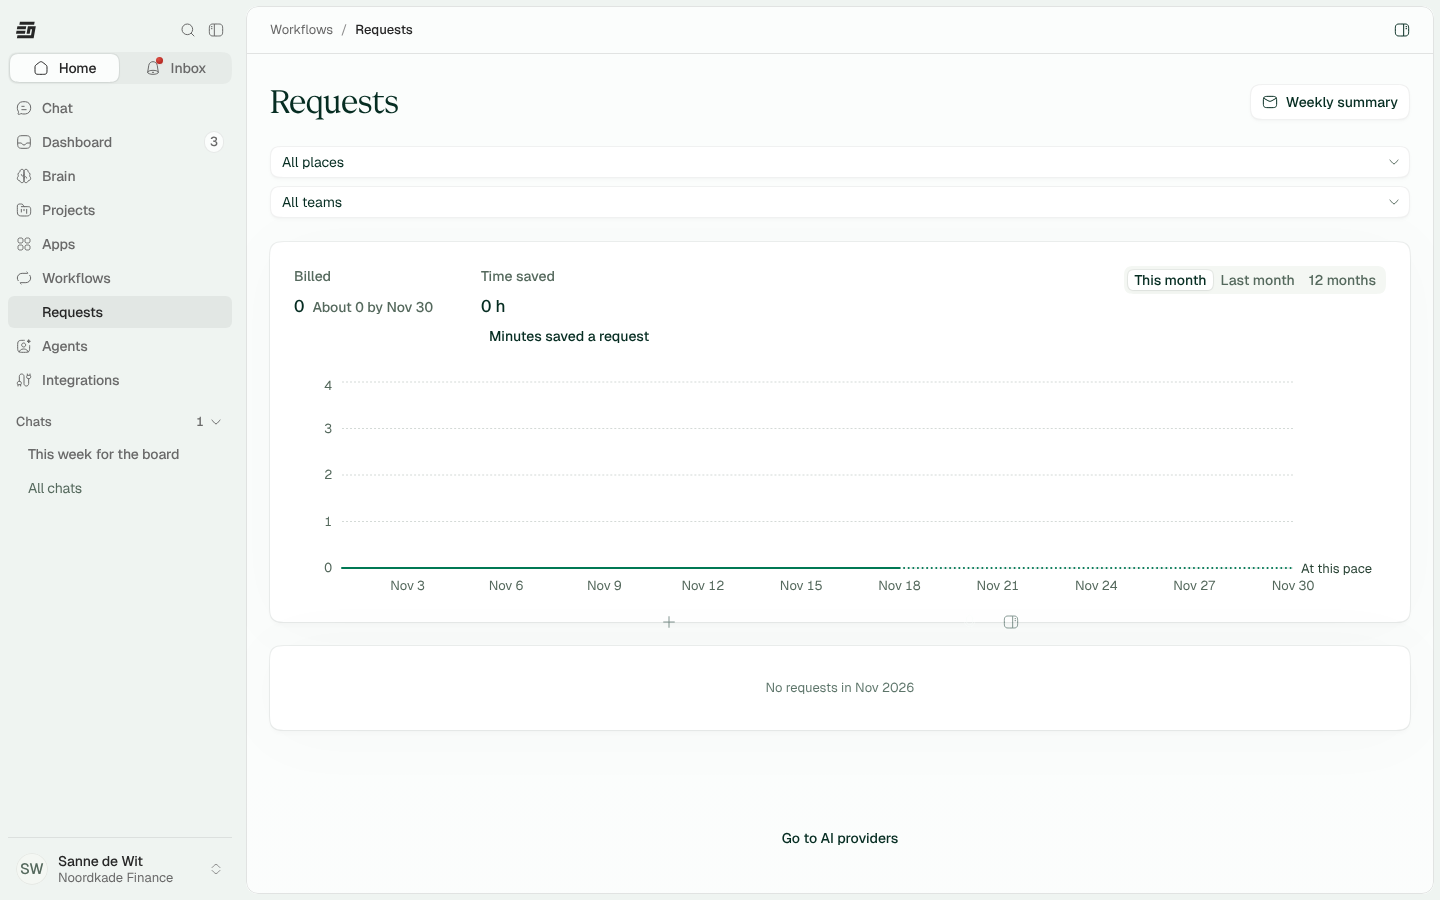 Home
Inbox
Chat
Dashboard
3
Brain
Projects
Apps
Workflows
Requests
Agents
Integrations
Chats
1
This week for the board
All chats
SW
Sanne de Wit
Noordkade Finance
Workflows / Requests
Requests
Weekly summary
All places
All teams
Billed
0 About 0 by Nov 30
Time saved
0 h
Minutes saved a request
This month
Last month
12 months
4
3
2
1
0
Nov 3
Nov 6
Nov 9
Nov 12
Nov 15
Nov 18
Nov 21
Nov 24
Nov 27
Nov 30
At this pace
No requests in Nov 2026
Go to AI providers